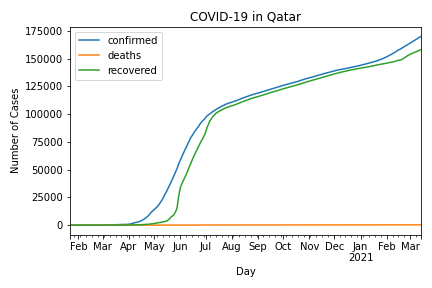 COVID-19 in Qatar
confirmed
deaths
recovered
Number of Cases
175000
150000
125000
100000
75000
50000
25000
0
Feb Mar Apr May Jun Jul Aug Sep Oct Nov Dec Jan Feb Mar
2021
Day